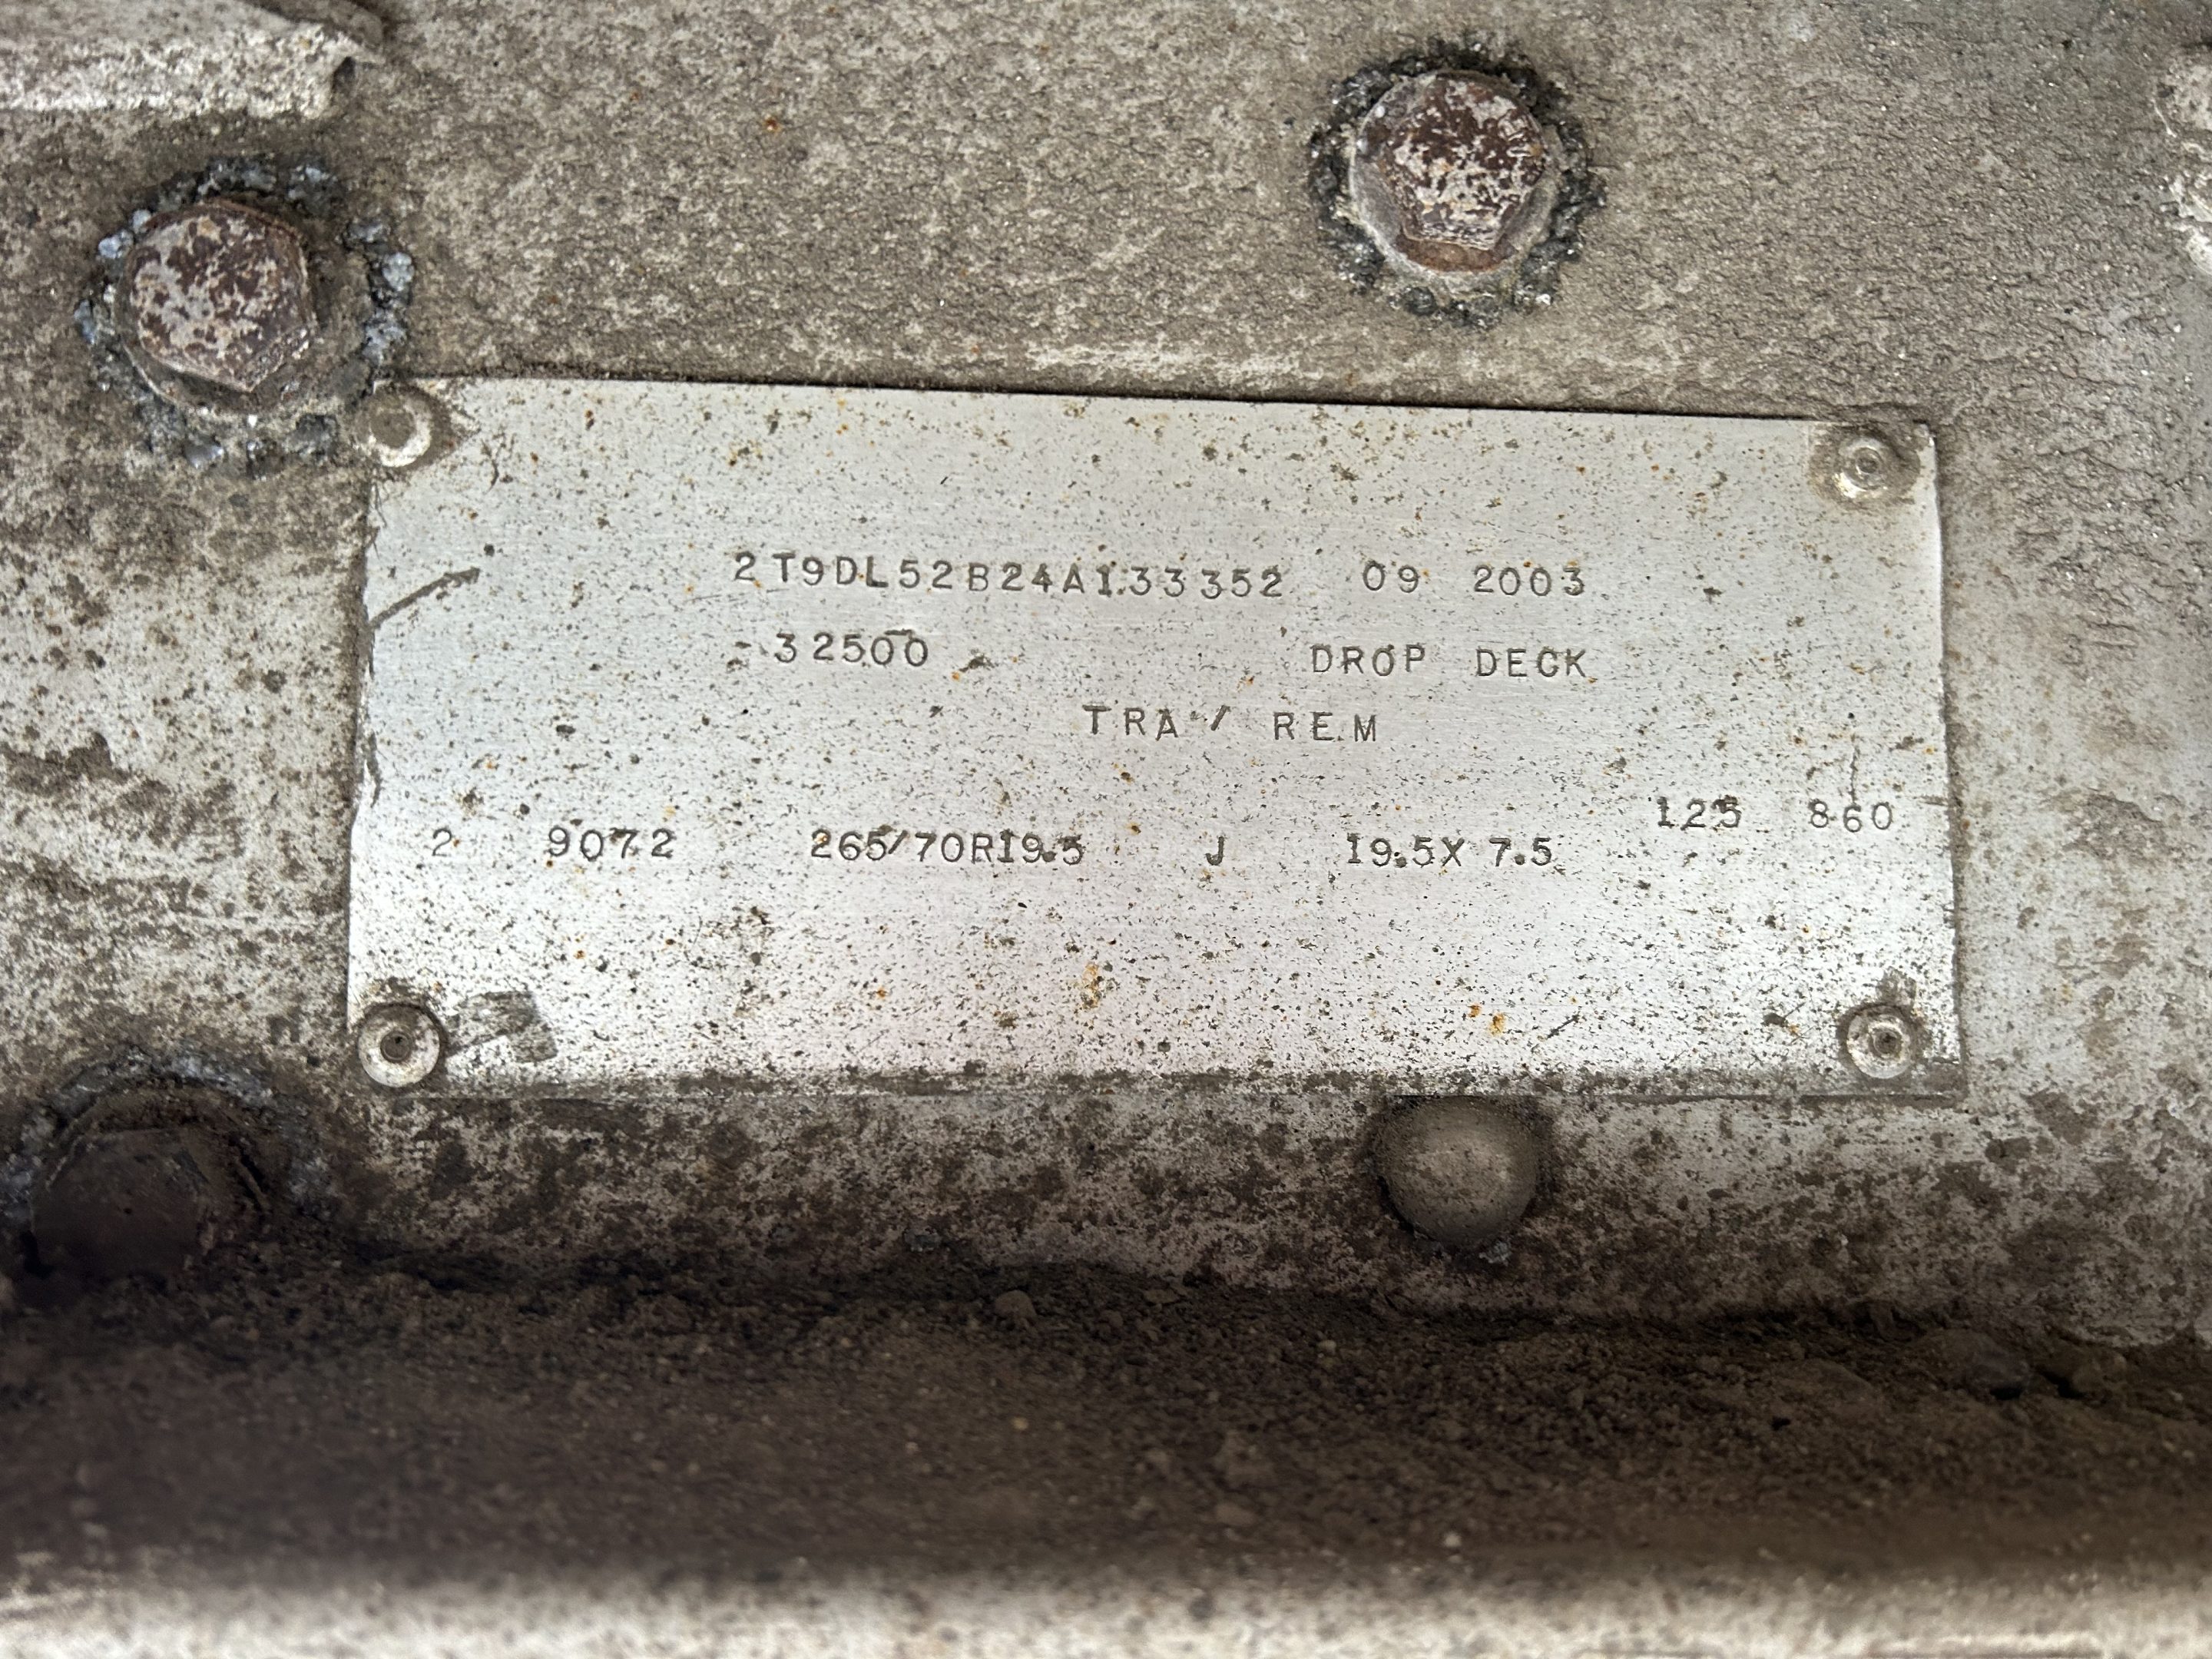 2T9DL52B24A133352 09 2003
32500 DROP DECK
TRA / REM
2 9072 265/70R19.5 J 19.5X 7.5 125 860